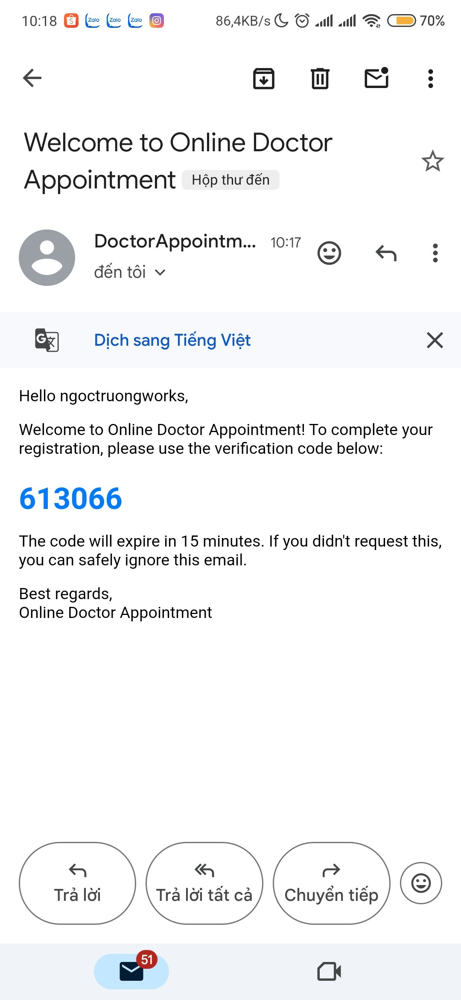 10:18 Zalo Zalo Zalo 86,4KB/s 70%
Welcome to Online Doctor
Appointment Hộp thư đến
DoctorAppointm... 10:17
đến tôi
Dịch sang Tiếng Việt
Hello ngoctruongworks,
Welcome to Online Doctor Appointment! To complete your
registration, please use the verification code below:
613066
The code will expire in 15 minutes. If you didn't request this,
you can safely ignore this email.
Best regards,
Online Doctor Appointment
Trả lời Trả lời tất cả Chuyển tiếp
51